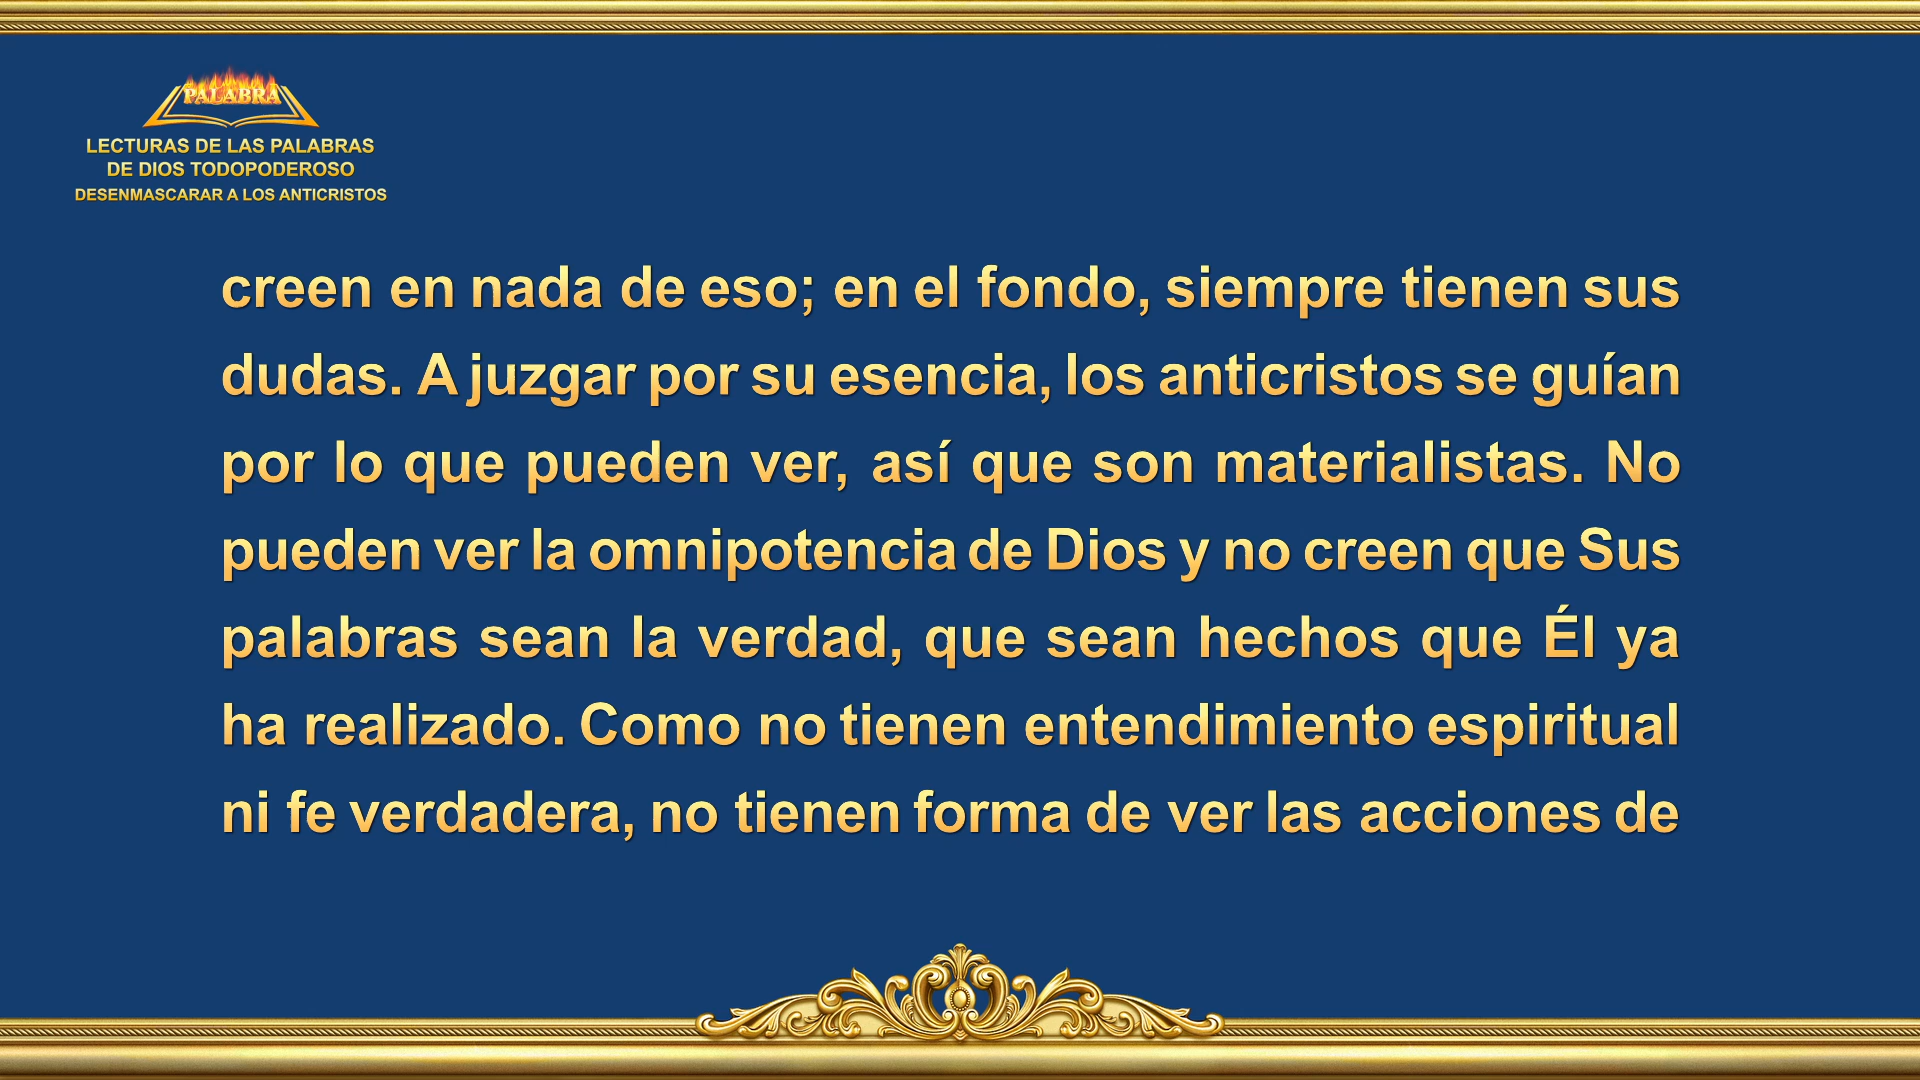 PALABRA
LECTURAS DE LAS PALABRAS
DE DIOS TODOPODEROSO
DESENMASCARAR A LOS ANTICRISTOS
creen en nada de eso; en el fondo, siempre tienen sus
dudas. A juzgar por su esencia, los anticristos se guían
por lo que pueden ver, así que son materialistas. No
pueden ver la omnipotencia de Dios y no creen que Sus
palabras sean la verdad, que sean hechos que Él ya
ha realizado. Como no tienen entendimiento espiritual
ni fe verdadera, no tienen forma de ver las acciones de